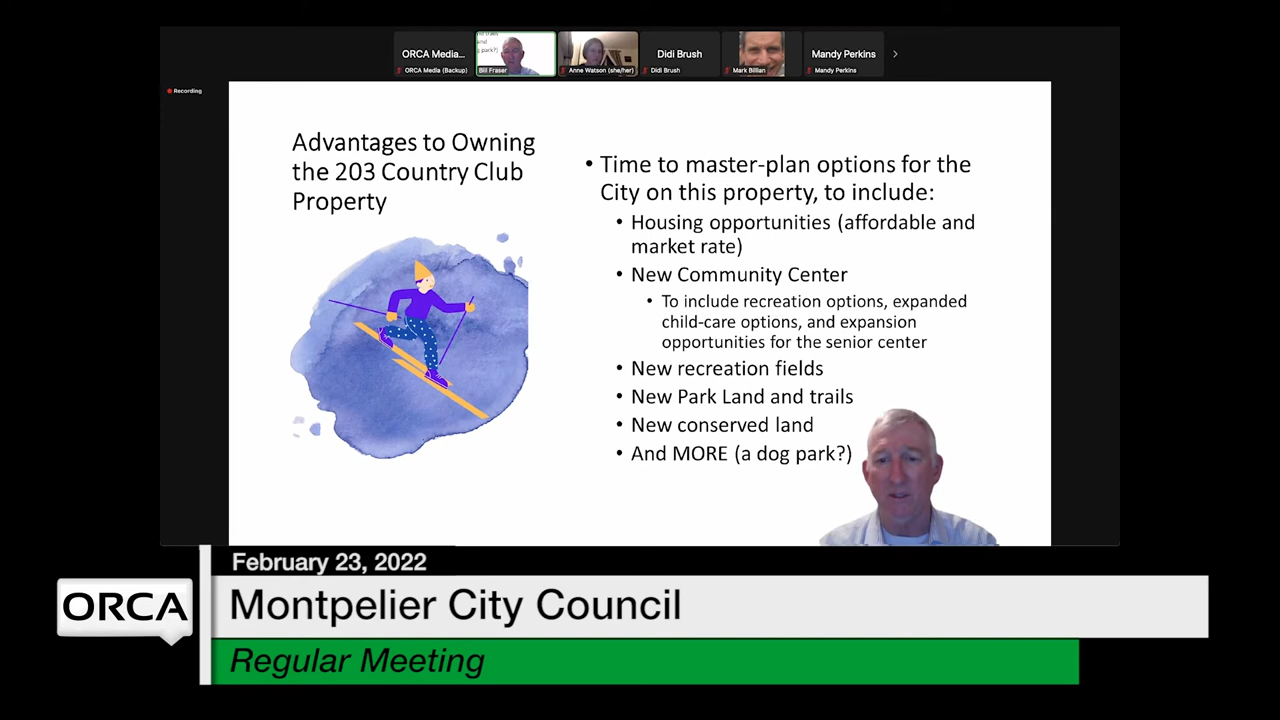 ORCA Media...
Didi Brush
Mandy Perkins
ORCA Media (Backup)
Bill Fraser
Anne Watson (she/her)
Didi Brush
Mark Billian
Mandy Perkins
Recording
Advantages to Owning
the 203 Country Club
Property
• Time to master-plan options for the
City on this property, to include:
• Housing opportunities (affordable and
market rate)
• New Community Center
• To include recreation options, expanded
child-care options, and expansion
opportunities for the senior center
• New recreation fields
• New Park Land and trails
• New conserved land
• And MORE (a dog park?)
February 23, 2022
ORCA
Montpelier City Council
Regular Meeting